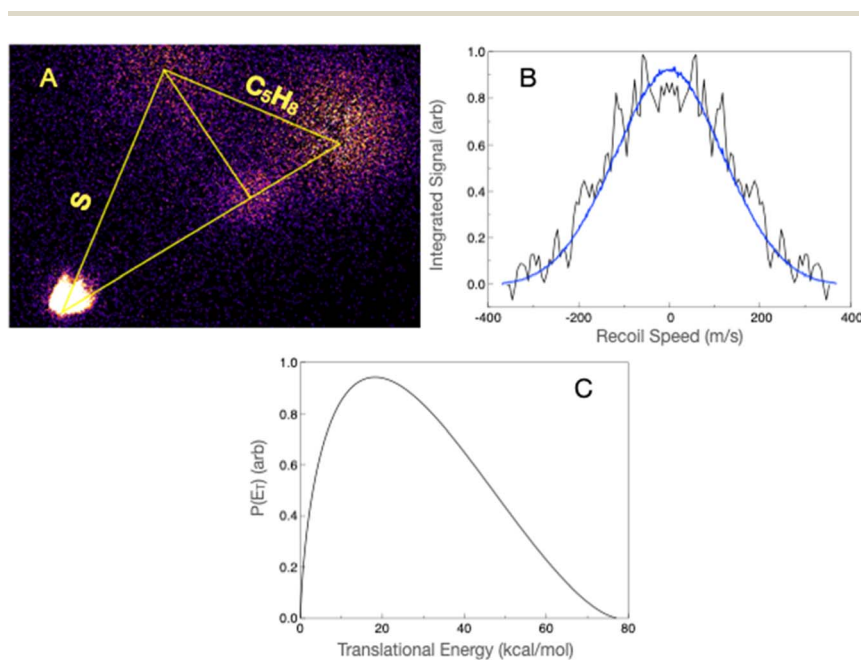 A
S
C₅H₈
B
Integrated Signal (arb)
1.0
0.8
0.6
0.4
0.2
0.0
-400 -200 0 200 400
Recoil Speed (m/s)
C
P(E_T) (arb)
1.0
0.8
0.6
0.4
0.2
0.0
0 20 40 60 80
Translational Energy (kcal/mol)